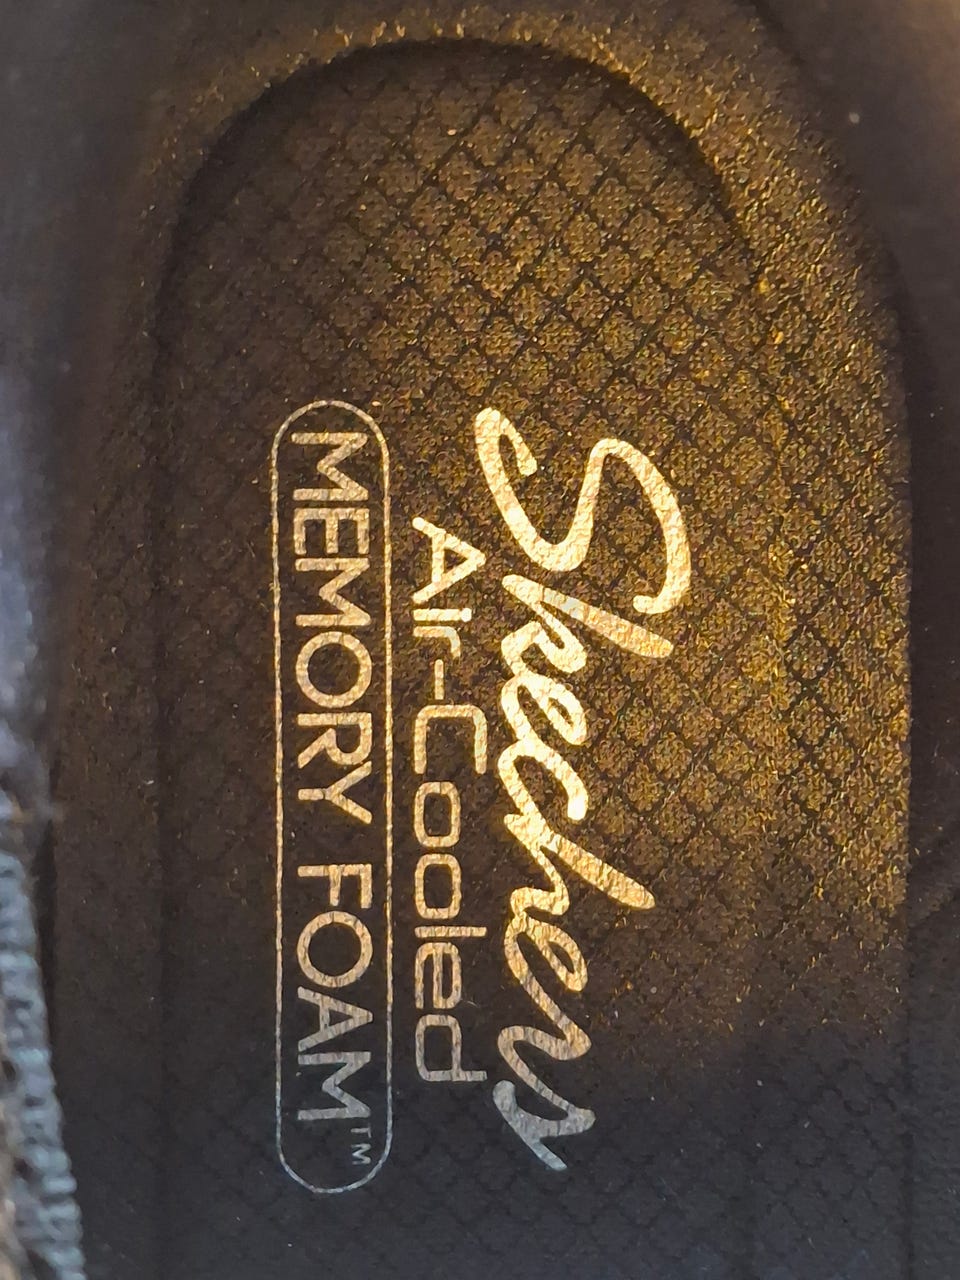 Skechers
Air-Cooled
MEMORY FOAM™